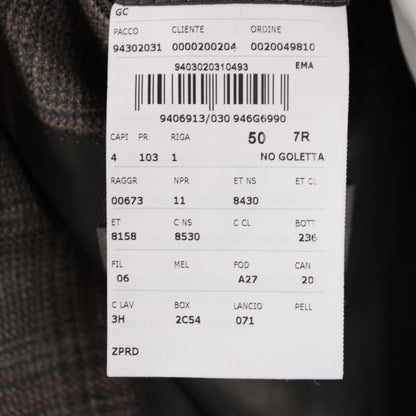 GC
PACCO CLIENTE ORDINE
94302031 0000200204 0020049810
9403020310493 EMA
9406913/030 946G6990
CAPI PR RIGA 50 7R
4 103 1 NO GOLETTA
RAGGR NPR ET NS ET CL
00673 11 8430
ET C NS C CL BOTT
8158 8530 236
FIL MEL FOD CAN
06 A27 20
C LAV BOX LANCIO PELL
3H 2C54 071
ZPRD